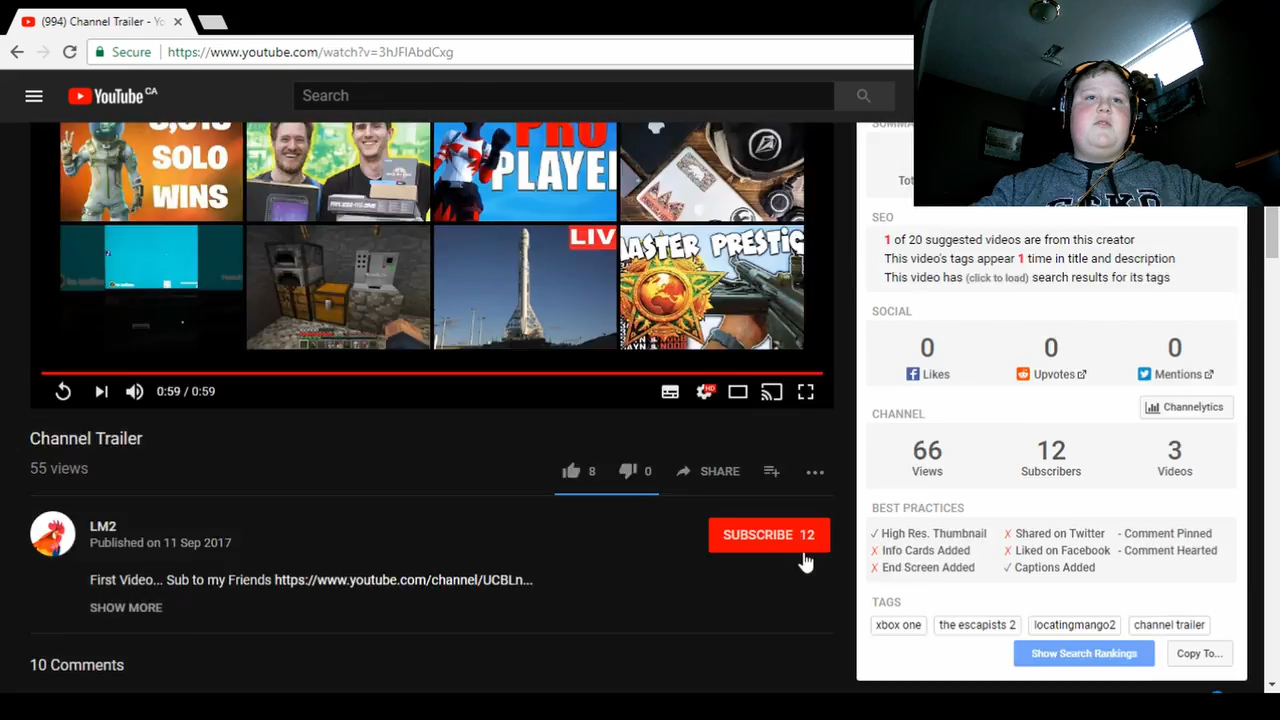 (994) Channel Trailer - Yo
Secure https://www.youtube.com/watch?v=3hJFlAbdCxg
YouTube CA
Search
SOLO
WINS
PRO
PLAYER
LIV
MASTER PRESTIG
0:59 / 0:59
HD
Channel Trailer
55 views
8 0 SHARE
LM2
Published on 11 Sep 2017
SUBSCRIBE 12
First Video... Sub to my Friends https://www.youtube.com/channel/UCBLn...
SHOW MORE
10 Comments
SEO
1 of 20 suggested videos are from this creator
This video's tags appear 1 time in title and description
This video has (click to load) search results for its tags
SOCIAL
0 0 0
Likes Upvotes Mentions
Channelytics
CHANNEL
66 12 3
Views Subscribers Videos
BEST PRACTICES
✓ High Res. Thumbnail ✗ Shared on Twitter - Comment Pinned
✗ Info Cards Added ✗ Liked on Facebook - Comment Hearted
✗ End Screen Added ✓ Captions Added
TAGS
xbox one the escapists 2 locatingmango2 channel trailer
Show Search Rankings Copy To...